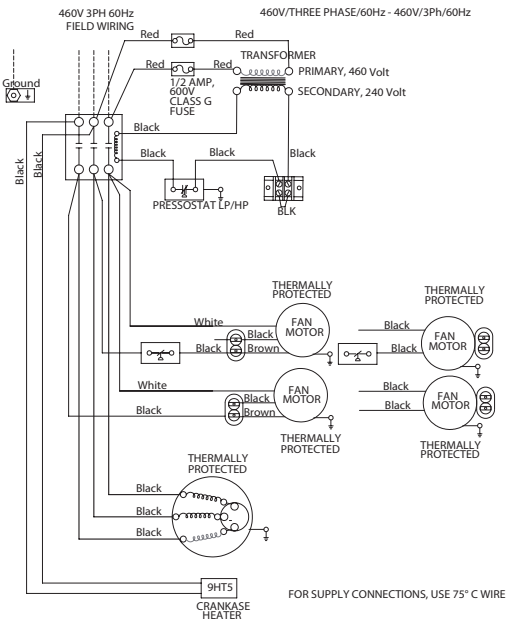 460V 3PH 60Hz
FIELD WIRING
460V/THREE PHASE/60Hz - 460V/3Ph/60Hz
Red
Red
TRANSFORMER
Red
Red
PRIMARY, 460 Volt
1/2 AMP,
600V
CLASS G
FUSE
SECONDARY, 240 Volt
Ground
Black
Black
Black
Black
Black
Black
PRESSOSTAT LP/HP
BLK
THERMALLY
PROTECTED
THERMALLY
PROTECTED
White
FAN
MOTOR
Black
Black
Brown
Black
Black
FAN
MOTOR
White
FAN
MOTOR
Black
Brown
Black
Black
Black
FAN
MOTOR
THERMALLY
PROTECTED
THERMALLY
PROTECTED
THERMALLY
PROTECTED
Black
Black
Black
9HT5
CRANKASE
HEATER
FOR SUPPLY CONNECTIONS, USE 75° C WIRE